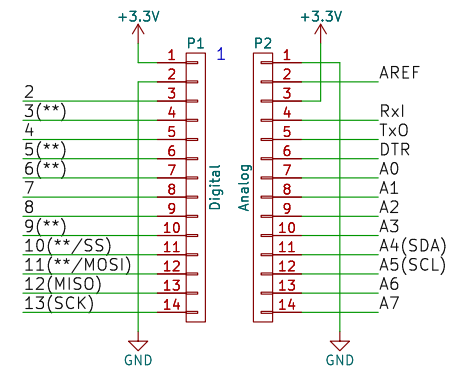 +3.3V
+3.3V
P1
1
P2
1
2
3
4
5
6
7
8
9
10
11
12
13
14
1
2
3
4
5
6
7
8
9
10
11
12
13
14
2
3(**)
4
5(**)
6(**)
7
8
9(**)
10(**/SS)
11(**/MOSI)
12(MISO)
13(SCK)
Digital
Analog
AREF
RxI
TxO
DTR
A0
A1
A2
A3
A4(SDA)
A5(SCL)
A6
A7
GND
GND